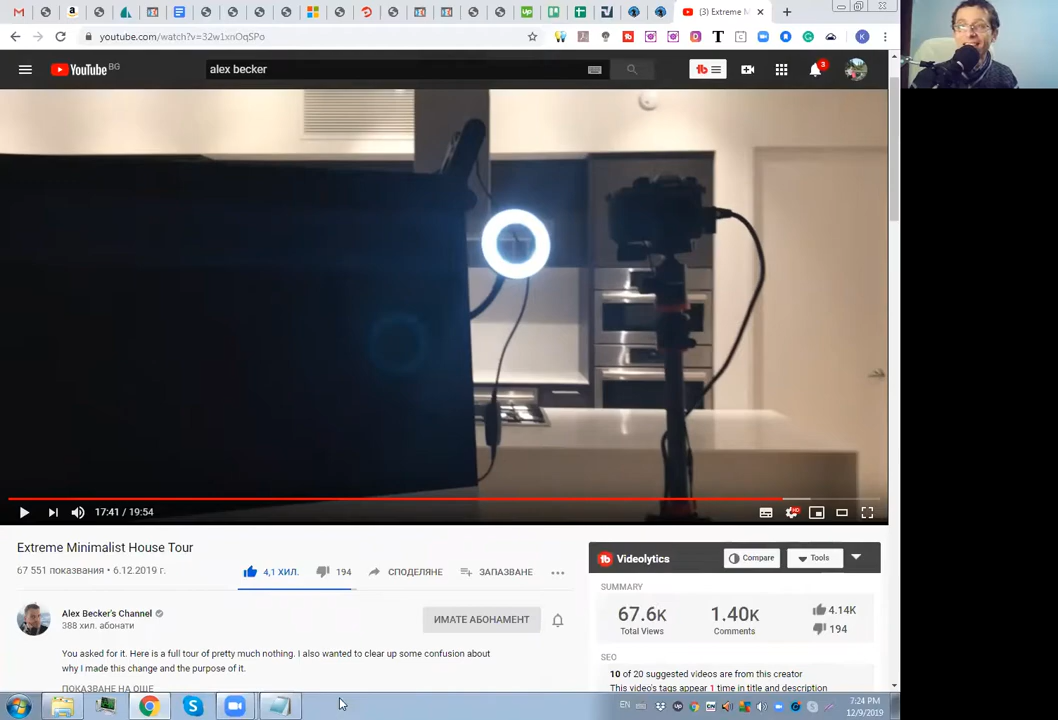 (3) Extreme M
youtube.com/watch?v=32w1xnOqSPo
YouTube BG
alex becker
3
17:41 / 19:54
HD
Extreme Minimalist House Tour
67 551 показвания • 6.12.2019 г.
4,1 ХИЛ.
194
СПОДЕЛЯНЕ
ЗАПАЗВАНЕ
Alex Becker's Channel
388 хил. абонати
ИМАТЕ АБОНАМЕНТ
You asked for it. Here is a full tour of pretty much nothing. I also wanted to clear up some confusion about
why I made this change and the purpose of it.
ПОКАЗВАНЕ НА ОЩЕ
Videolytics
Compare
Tools
SUMMARY
67.6K
Total Views
1.40K
Comments
4.14K
194
SEO
10 of 20 suggested videos are from this creator
This video's tags appear 1 time in title and description
EN
7:24 PM
12/9/2019